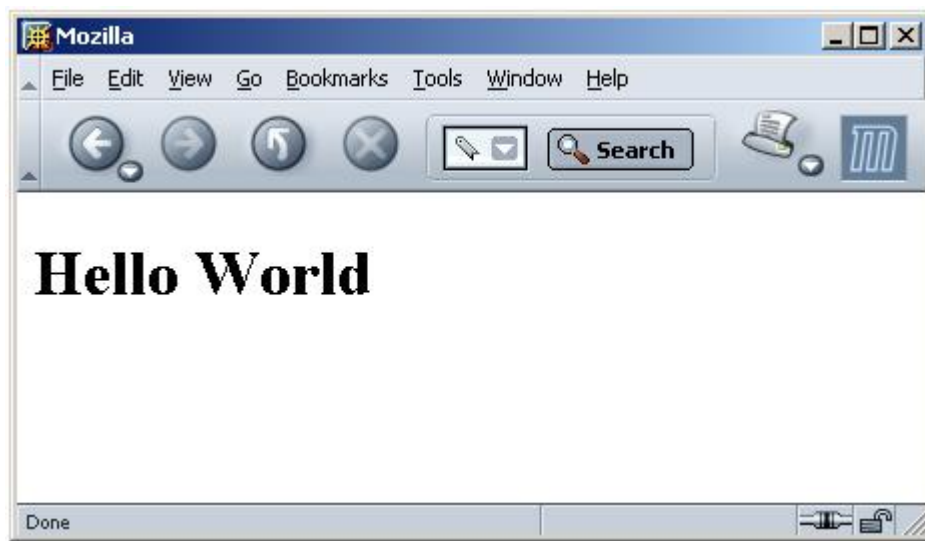 Mozilla
File Edit View Go Bookmarks Tools Window Help
Search
Hello World
Done